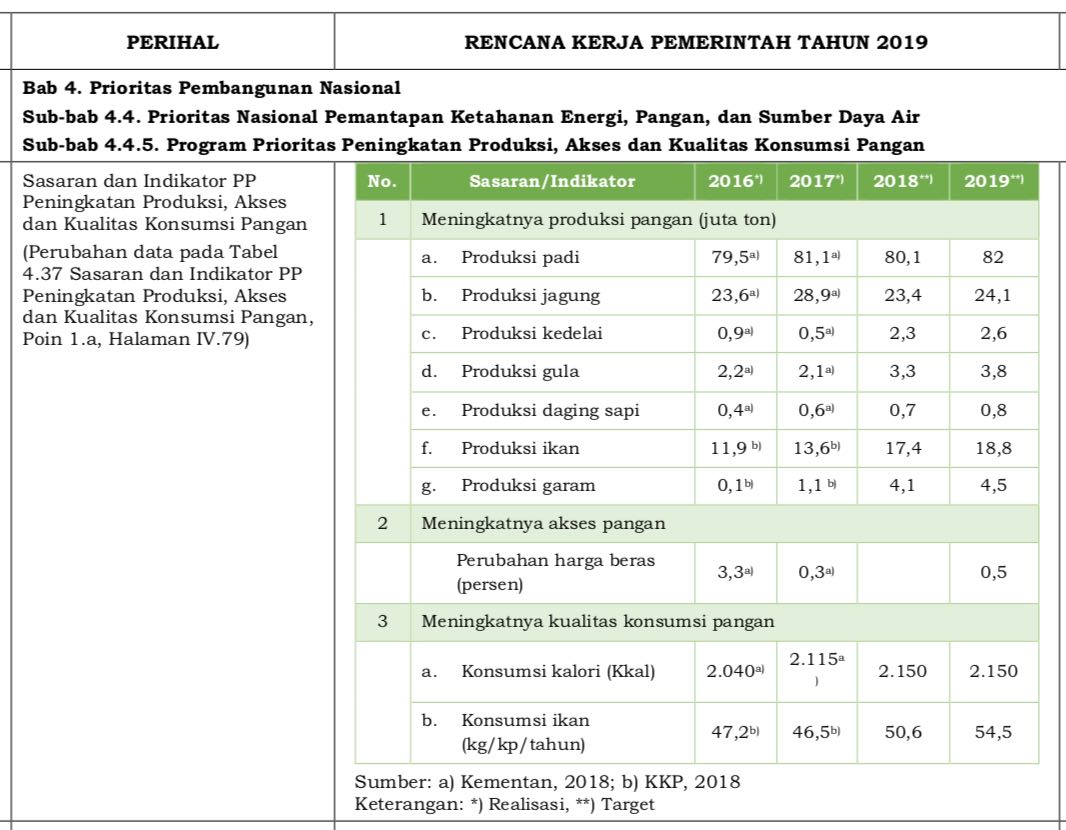 PERIHAL
RENCANA KERJA PEMERINTAH TAHUN 2019
Bab 4. Prioritas Pembangunan Nasional
Sub-bab 4.4. Prioritas Nasional Pemantapan Ketahanan Energi, Pangan, dan Sumber Daya Air
Sub-bab 4.4.5. Program Prioritas Peningkatan Produksi, Akses dan Kualitas Konsumsi Pangan
Sasaran dan Indikator PP
Peningkatan Produksi, Akses
dan Kualitas Konsumsi Pangan
(Perubahan data pada Tabel
4.37 Sasaran dan Indikator PP
Peningkatan Produksi, Akses
dan Kualitas Konsumsi Pangan,
Poin 1.a, Halaman IV.79)
No. Sasaran/Indikator 2016*) 2017*) 2018**) 2019**)
1 Meningkatnya produksi pangan (juta ton)
a. Produksi padi 79,5a) 81,1a) 80,1 82
b. Produksi jagung 23,6a) 28,9a) 23,4 24,1
c. Produksi kedelai 0,9a) 0,5a) 2,3 2,6
d. Produksi gula 2,2a) 2,1a) 3,3 3,8
e. Produksi daging sapi 0,4a) 0,6a) 0,7 0,8
f. Produksi ikan 11,9 b) 13,6b) 17,4 18,8
g. Produksi garam 0,1b) 1,1 b) 4,1 4,5
2 Meningkatnya akses pangan
Perubahan harga beras
(persen) 3,3a) 0,3a) 0,5
3 Meningkatnya kualitas konsumsi pangan
a. Konsumsi kalori (Kkal) 2.040a) 2.115a
) 2.150 2.150
b. Konsumsi ikan
(kg/kp/tahun) 47,2b) 46,5b) 50,6 54,5
Sumber: a) Kementan, 2018; b) KKP, 2018
Keterangan: *) Realisasi, **) Target